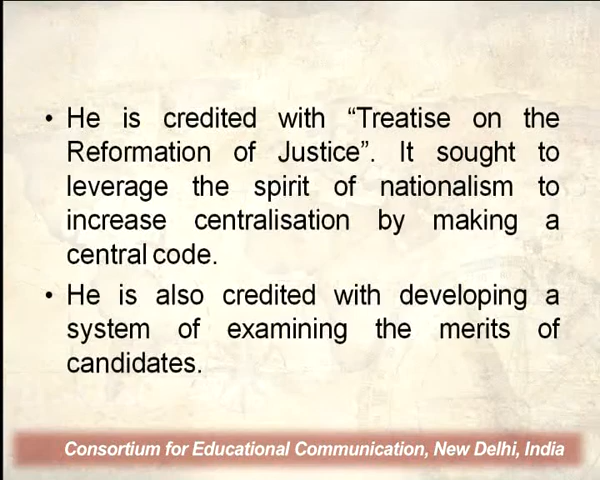 • He is credited with “Treatise on the
Reformation of Justice”. It sought to
leverage the spirit of nationalism to
increase centralisation by making a
central code.
• He is also credited with developing a
system of examining the merits of
candidates.
Consortium for Educational Communication, New Delhi, India